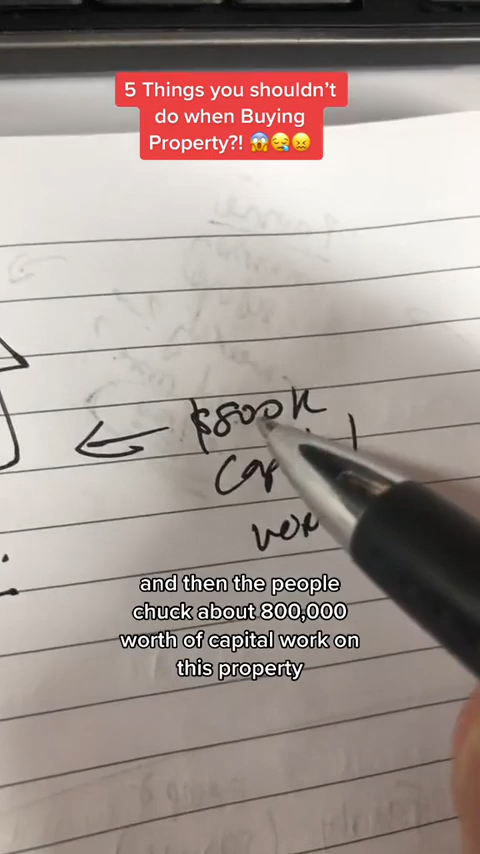 5 Things you shouldn't
do when Buying
Property?! 😱😪😖
$800K
and then the people
chuck about 800,000
worth of capital work on
this property